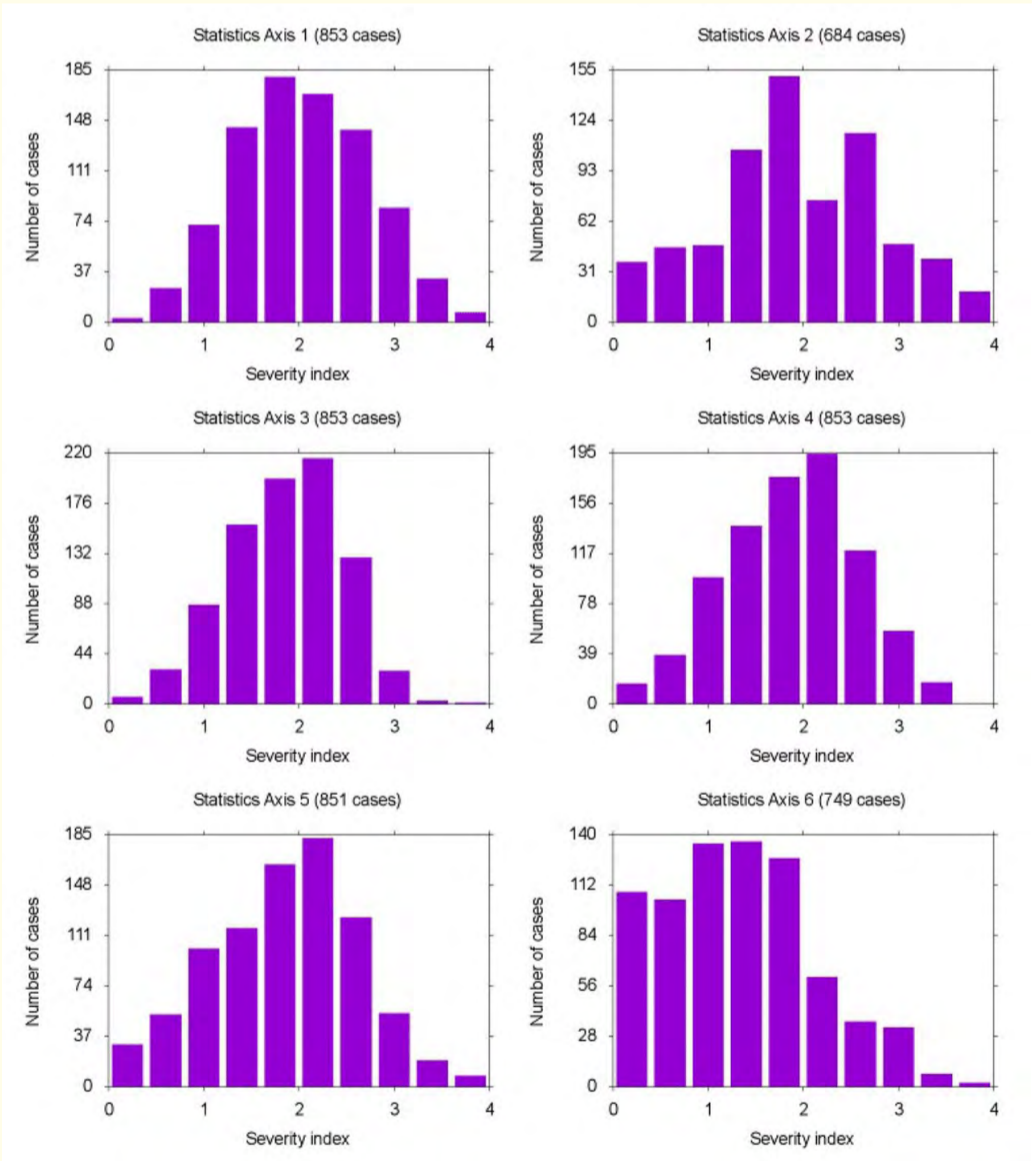 Statistics Axis 1 (853 cases)
185
148
111
74
37
0
Number of cases
0 1 2 3 4
Severity index
Statistics Axis 2 (684 cases)
155
124
93
62
31
0
Number of cases
0 1 2 3 4
Severity index
Statistics Axis 3 (853 cases)
220
176
132
88
44
0
Number of cases
0 1 2 3 4
Severity index
Statistics Axis 4 (853 cases)
195
156
117
78
39
0
Number of cases
0 1 2 3 4
Severity index
Statistics Axis 5 (851 cases)
185
148
111
74
37
0
Number of cases
0 1 2 3 4
Severity index
Statistics Axis 6 (749 cases)
140
112
84
56
28
0
Number of cases
0 1 2 3 4
Severity index